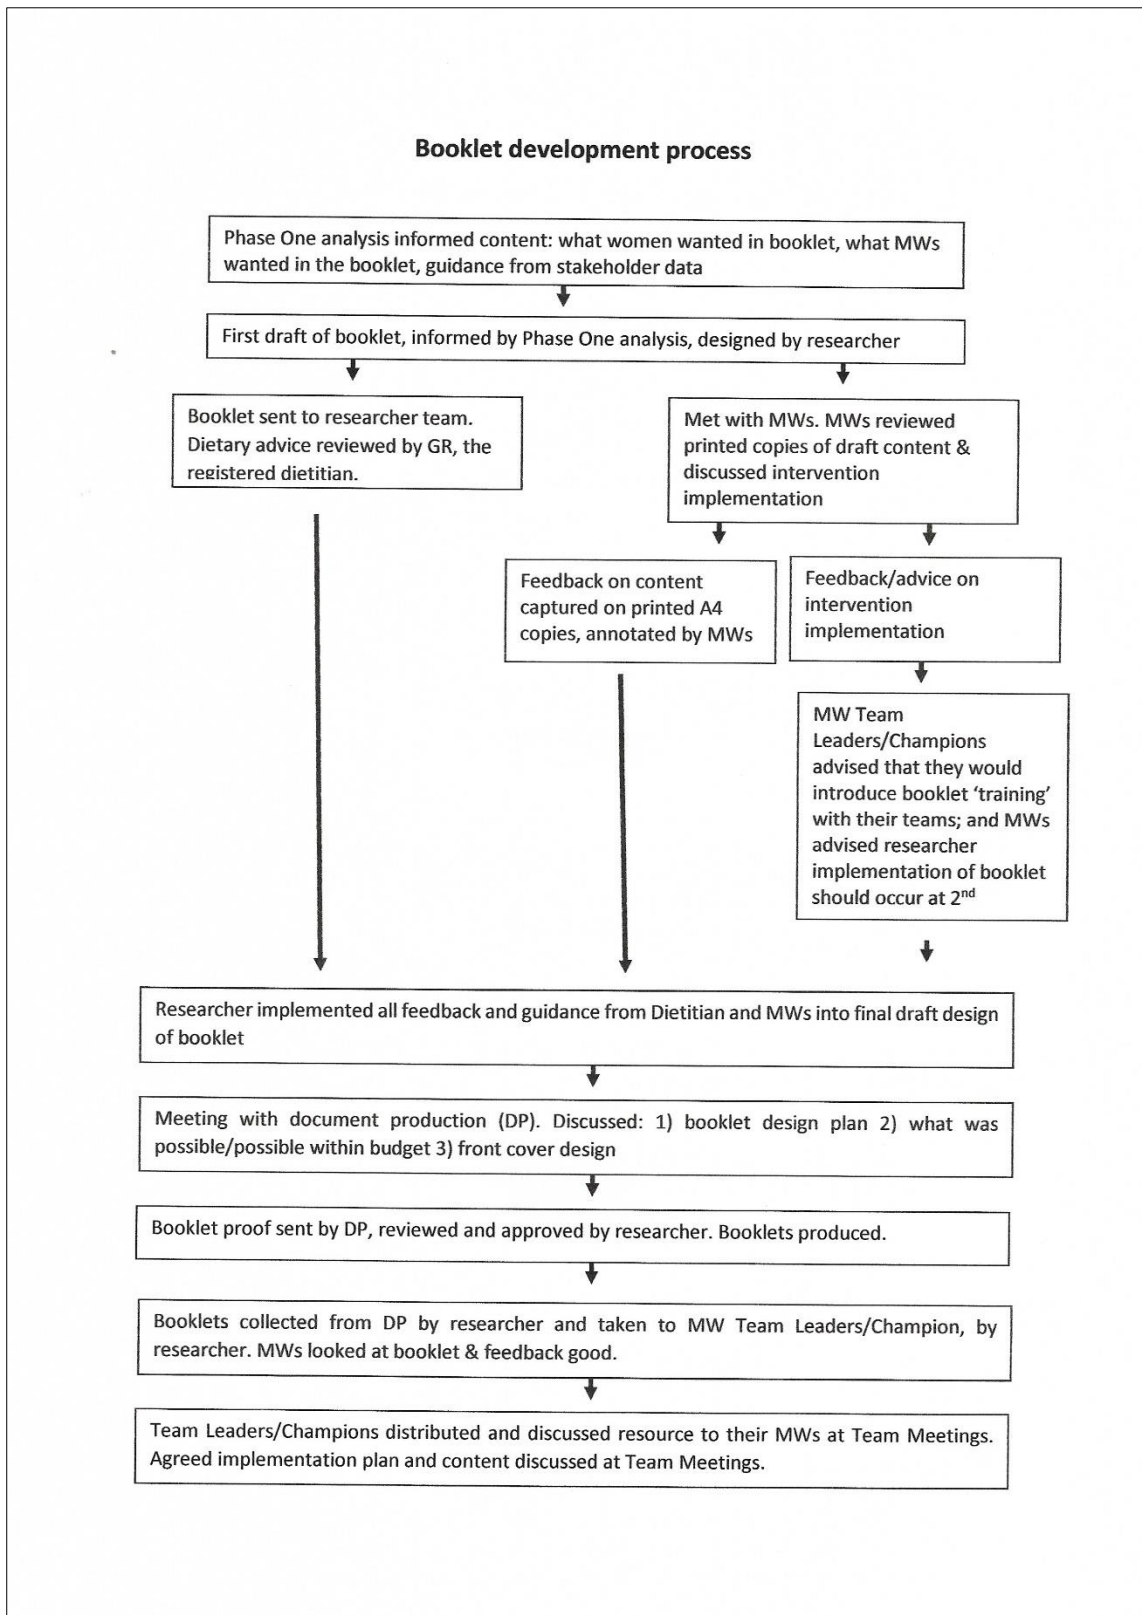 Booklet development process
Phase One analysis informed content: what women wanted in booklet, what MWs
wanted in the booklet, guidance from stakeholder data
First draft of booklet, informed by Phase One analysis, designed by researcher
Booklet sent to researcher team.
Dietary advice reviewed by GR, the
registered dietitian.
Met with MWs. MWs reviewed
printed copies of draft content &
discussed intervention
implementation
Feedback on content
captured on printed A4
copies, annotated by MWs
Feedback/advice on
intervention
implementation
MW Team
Leaders/Champions
advised that they would
introduce booklet ‘training’
with their teams; and MWs
advised researcher
implementation of booklet
should occur at 2nd
Researcher implemented all feedback and guidance from Dietitian and MWs into final draft design
of booklet
Meeting with document production (DP). Discussed: 1) booklet design plan 2) what was
possible/possible within budget 3) front cover design
Booklet proof sent by DP, reviewed and approved by researcher. Booklets produced.
Booklets collected from DP by researcher and taken to MW Team Leaders/Champion, by
researcher. MWs looked at booklet & feedback good.
Team Leaders/Champions distributed and discussed resource to their MWs at Team Meetings.
Agreed implementation plan and content discussed at Team Meetings.